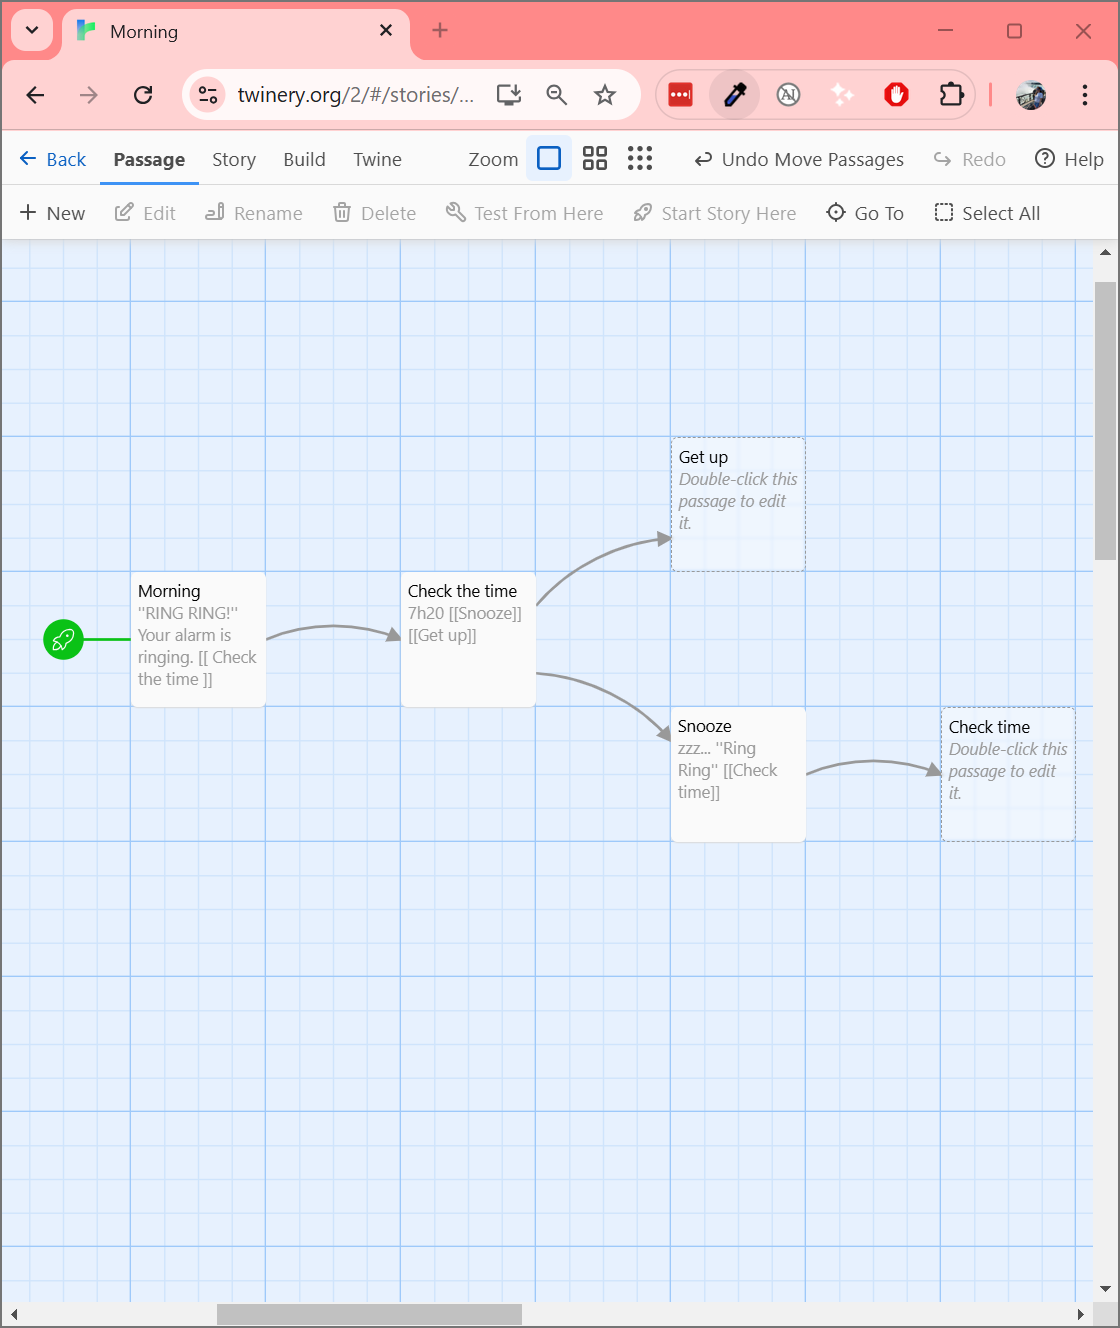 Morning
twinery.org/2/#/stories/...
Back Passage Story Build Twine Zoom Undo Move Passages Redo Help
New Edit Rename Delete Test From Here Start Story Here Go To Select All
Get up
Double-click this
passage to edit
it.
Morning
"RING RING!"
Your alarm is
ringing. [[ Check
the time ]]
Check the time
7h20 [[Snooze]]
[[Get up]]
Snooze
zzz... "Ring
Ring" [[Check
time]]
Check time
Double-click this
passage to edit
it.